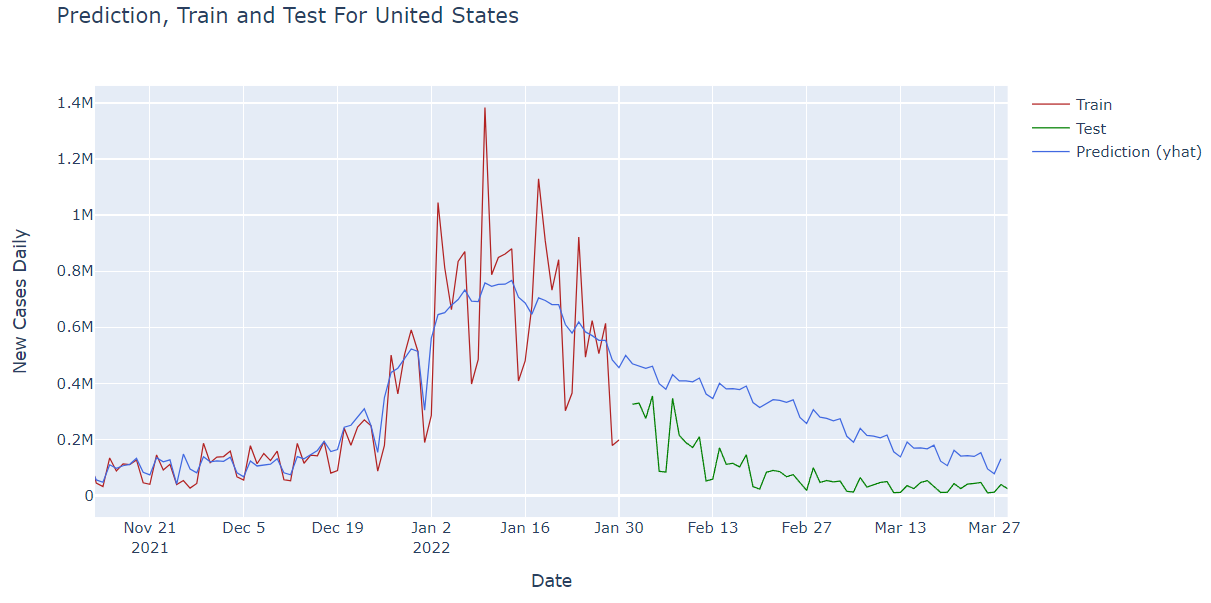 Prediction, Train and Test For United States
1.4M
1.2M
1M
0.8M
0.6M
0.4M
0.2M
0
New Cases Daily
Nov 21
2021
Dec 5
Dec 19
Jan 2
2022
Jan 16
Jan 30
Feb 13
Feb 27
Mar 13
Mar 27
Date
Train
Test
Prediction (yhat)